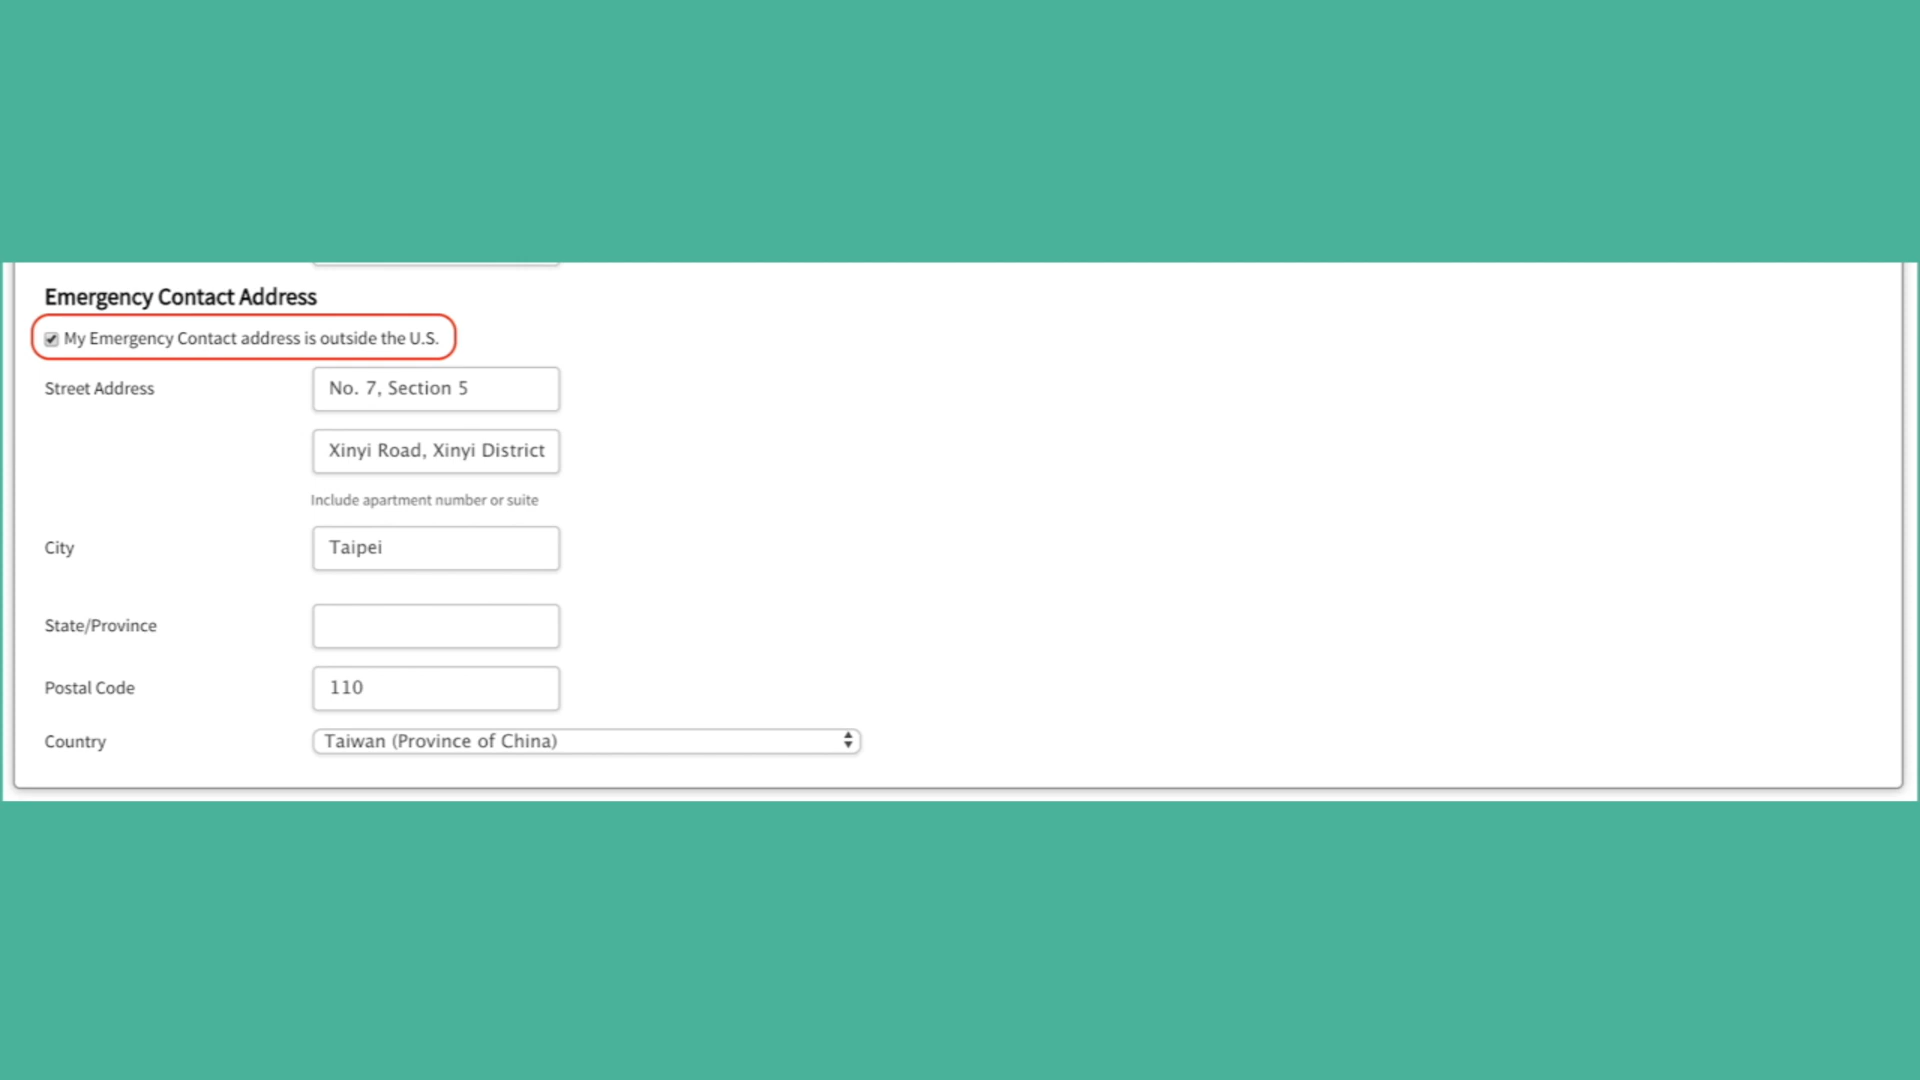 Emergency Contact Address
My Emergency Contact address is outside the U.S.
Street Address No. 7, Section 5
Xinyi Road, Xinyi District
Include apartment number or suite
City Taipei
State/Province
Postal Code 110
Country Taiwan (Province of China)